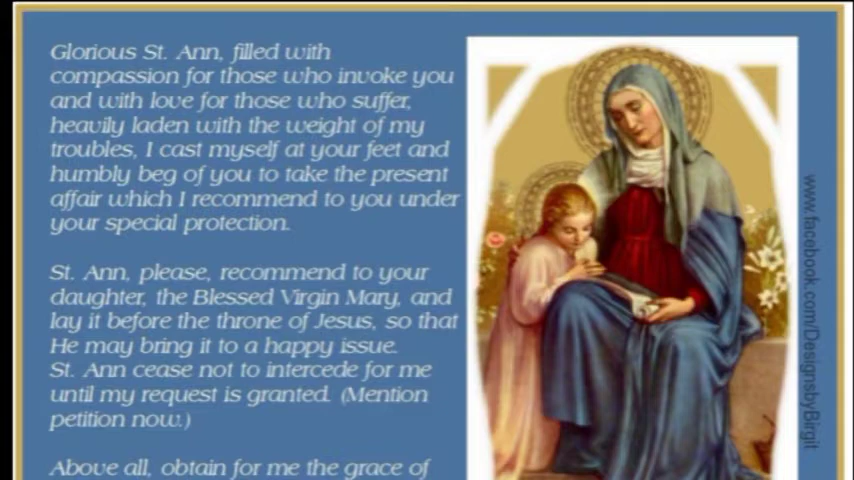 Glorious St. Ann, filled with
compassion for those who invoke you
and with love for those who suffer,
heavily laden with the weight of my
troubles, I cast myself at your feet and
humbly beg of you to take the present
affair which I recommend to you under
your special protection.
St. Ann, please, recommend to your
daughter, the Blessed Virgin Mary, and
lay it before the throne of Jesus, so that
He may bring it to a happy issue.
St. Ann cease not to intercede for me
until my request is granted. (Mention
petition now.)
Above all, obtain for me the grace of
www.facebook.com/DesignsbyBirgit